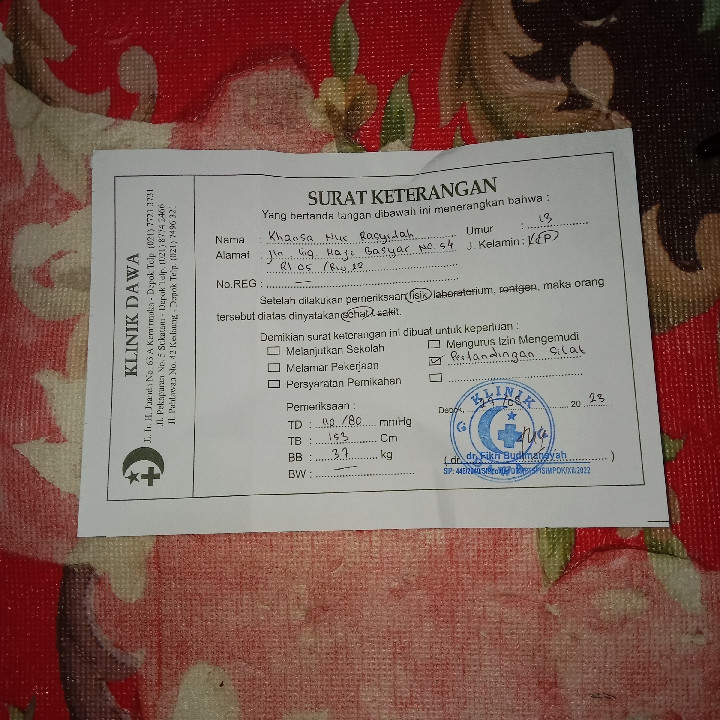 KLINIK DAWA
SURAT KETERANGAN
Yang bertanda tangan dibawah ini menerangkan bahwa :
Nama : Khansa Nur Rasyidah Umur : 13
Alamat : Jln. Gg Haji Basyar No. 54 J. Kelamin : K(P)
Rt 05 / Rw.
No.REG : --
Setelah dilakukan pemeriksaan fisik laboratorium, rontgen, maka orang
tersebut diatas dinyatakan sehat / sakit.
Demikian surat keterangan ini dibuat untuk keperluan :
Melanjutkan Sekolah
Mengurus Izin Mengemudi
Melamar Pekerjaan
Pertandingan Silat
Persyaratan Pernikahan
Pemeriksaan :
TD : 110/80 mmHg
TB : 153 Cm
BB : 37 kg
BW : —
Depok, 2023
KLINIK
( dr. Fikri Budimansyah )